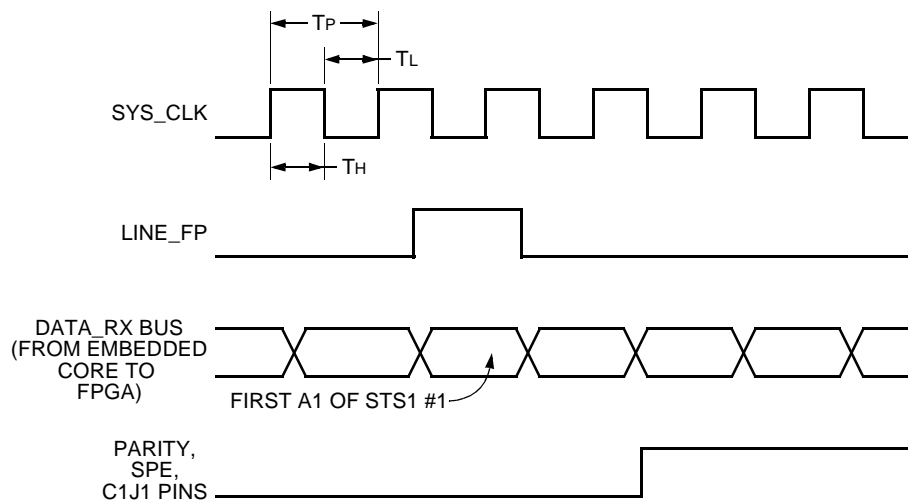 TP
TL
SYS_CLK
TH
LINE_FP
DATA_RX BUS
(FROM EMBEDDED
CORE TO
FPGA)
FIRST A1 OF STS1 #1
PARITY,
SPE,
C1J1 PINS